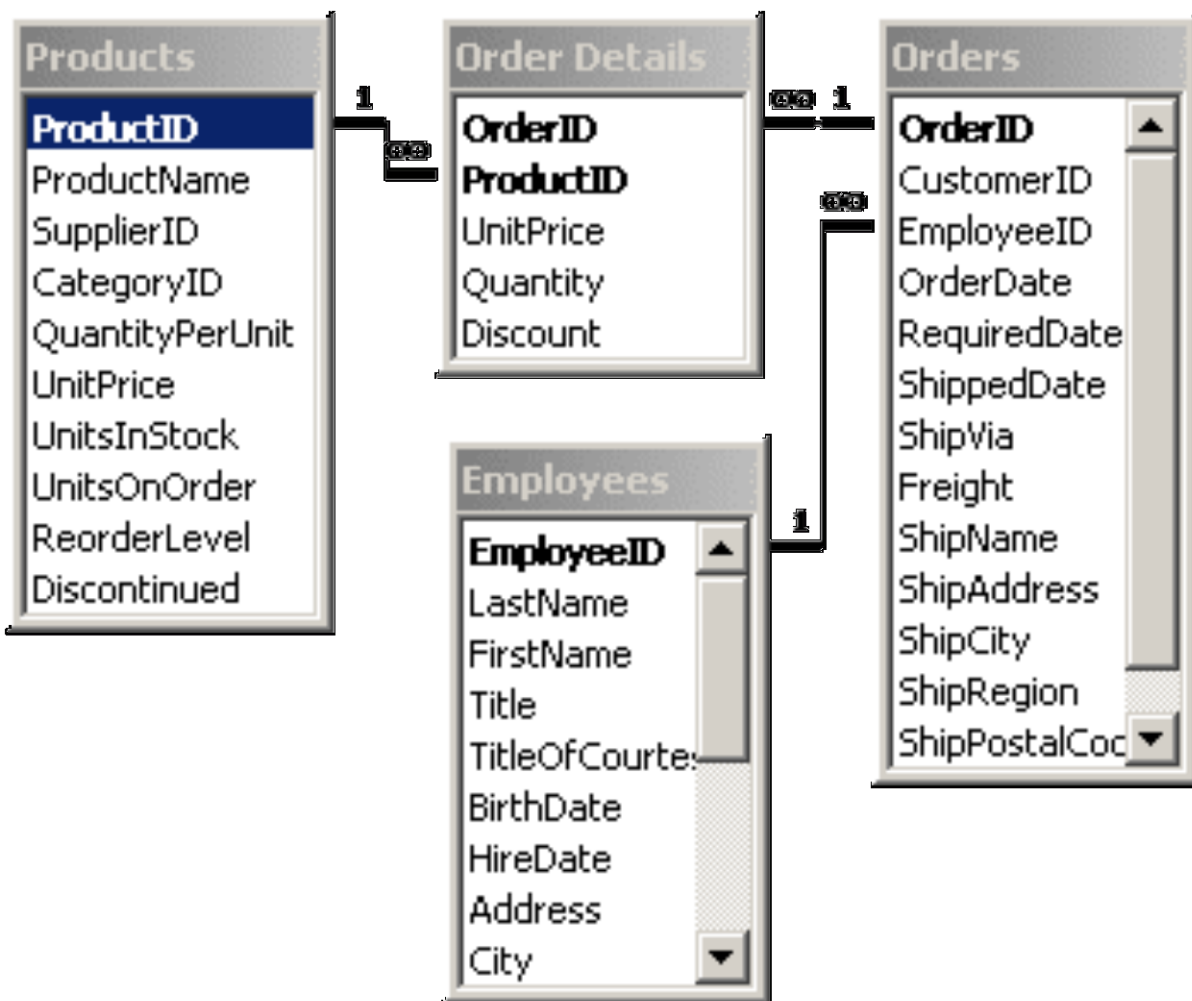 Products
ProductID
ProductName
SupplierID
CategoryID
QuantityPerUnit
UnitPrice
UnitsInStock
UnitsOnOrder
ReorderLevel
Discontinued
1
∞
Order Details
OrderID
ProductID
UnitPrice
Quantity
Discount
∞ 1
Orders
OrderID
CustomerID
EmployeeID
OrderDate
RequiredDate
ShippedDate
ShipVia
Freight
ShipName
ShipAddress
ShipCity
ShipRegion
ShipPostalCoc
∞
1
Employees
EmployeeID
LastName
FirstName
Title
TitleOfCourtes
BirthDate
HireDate
Address
City